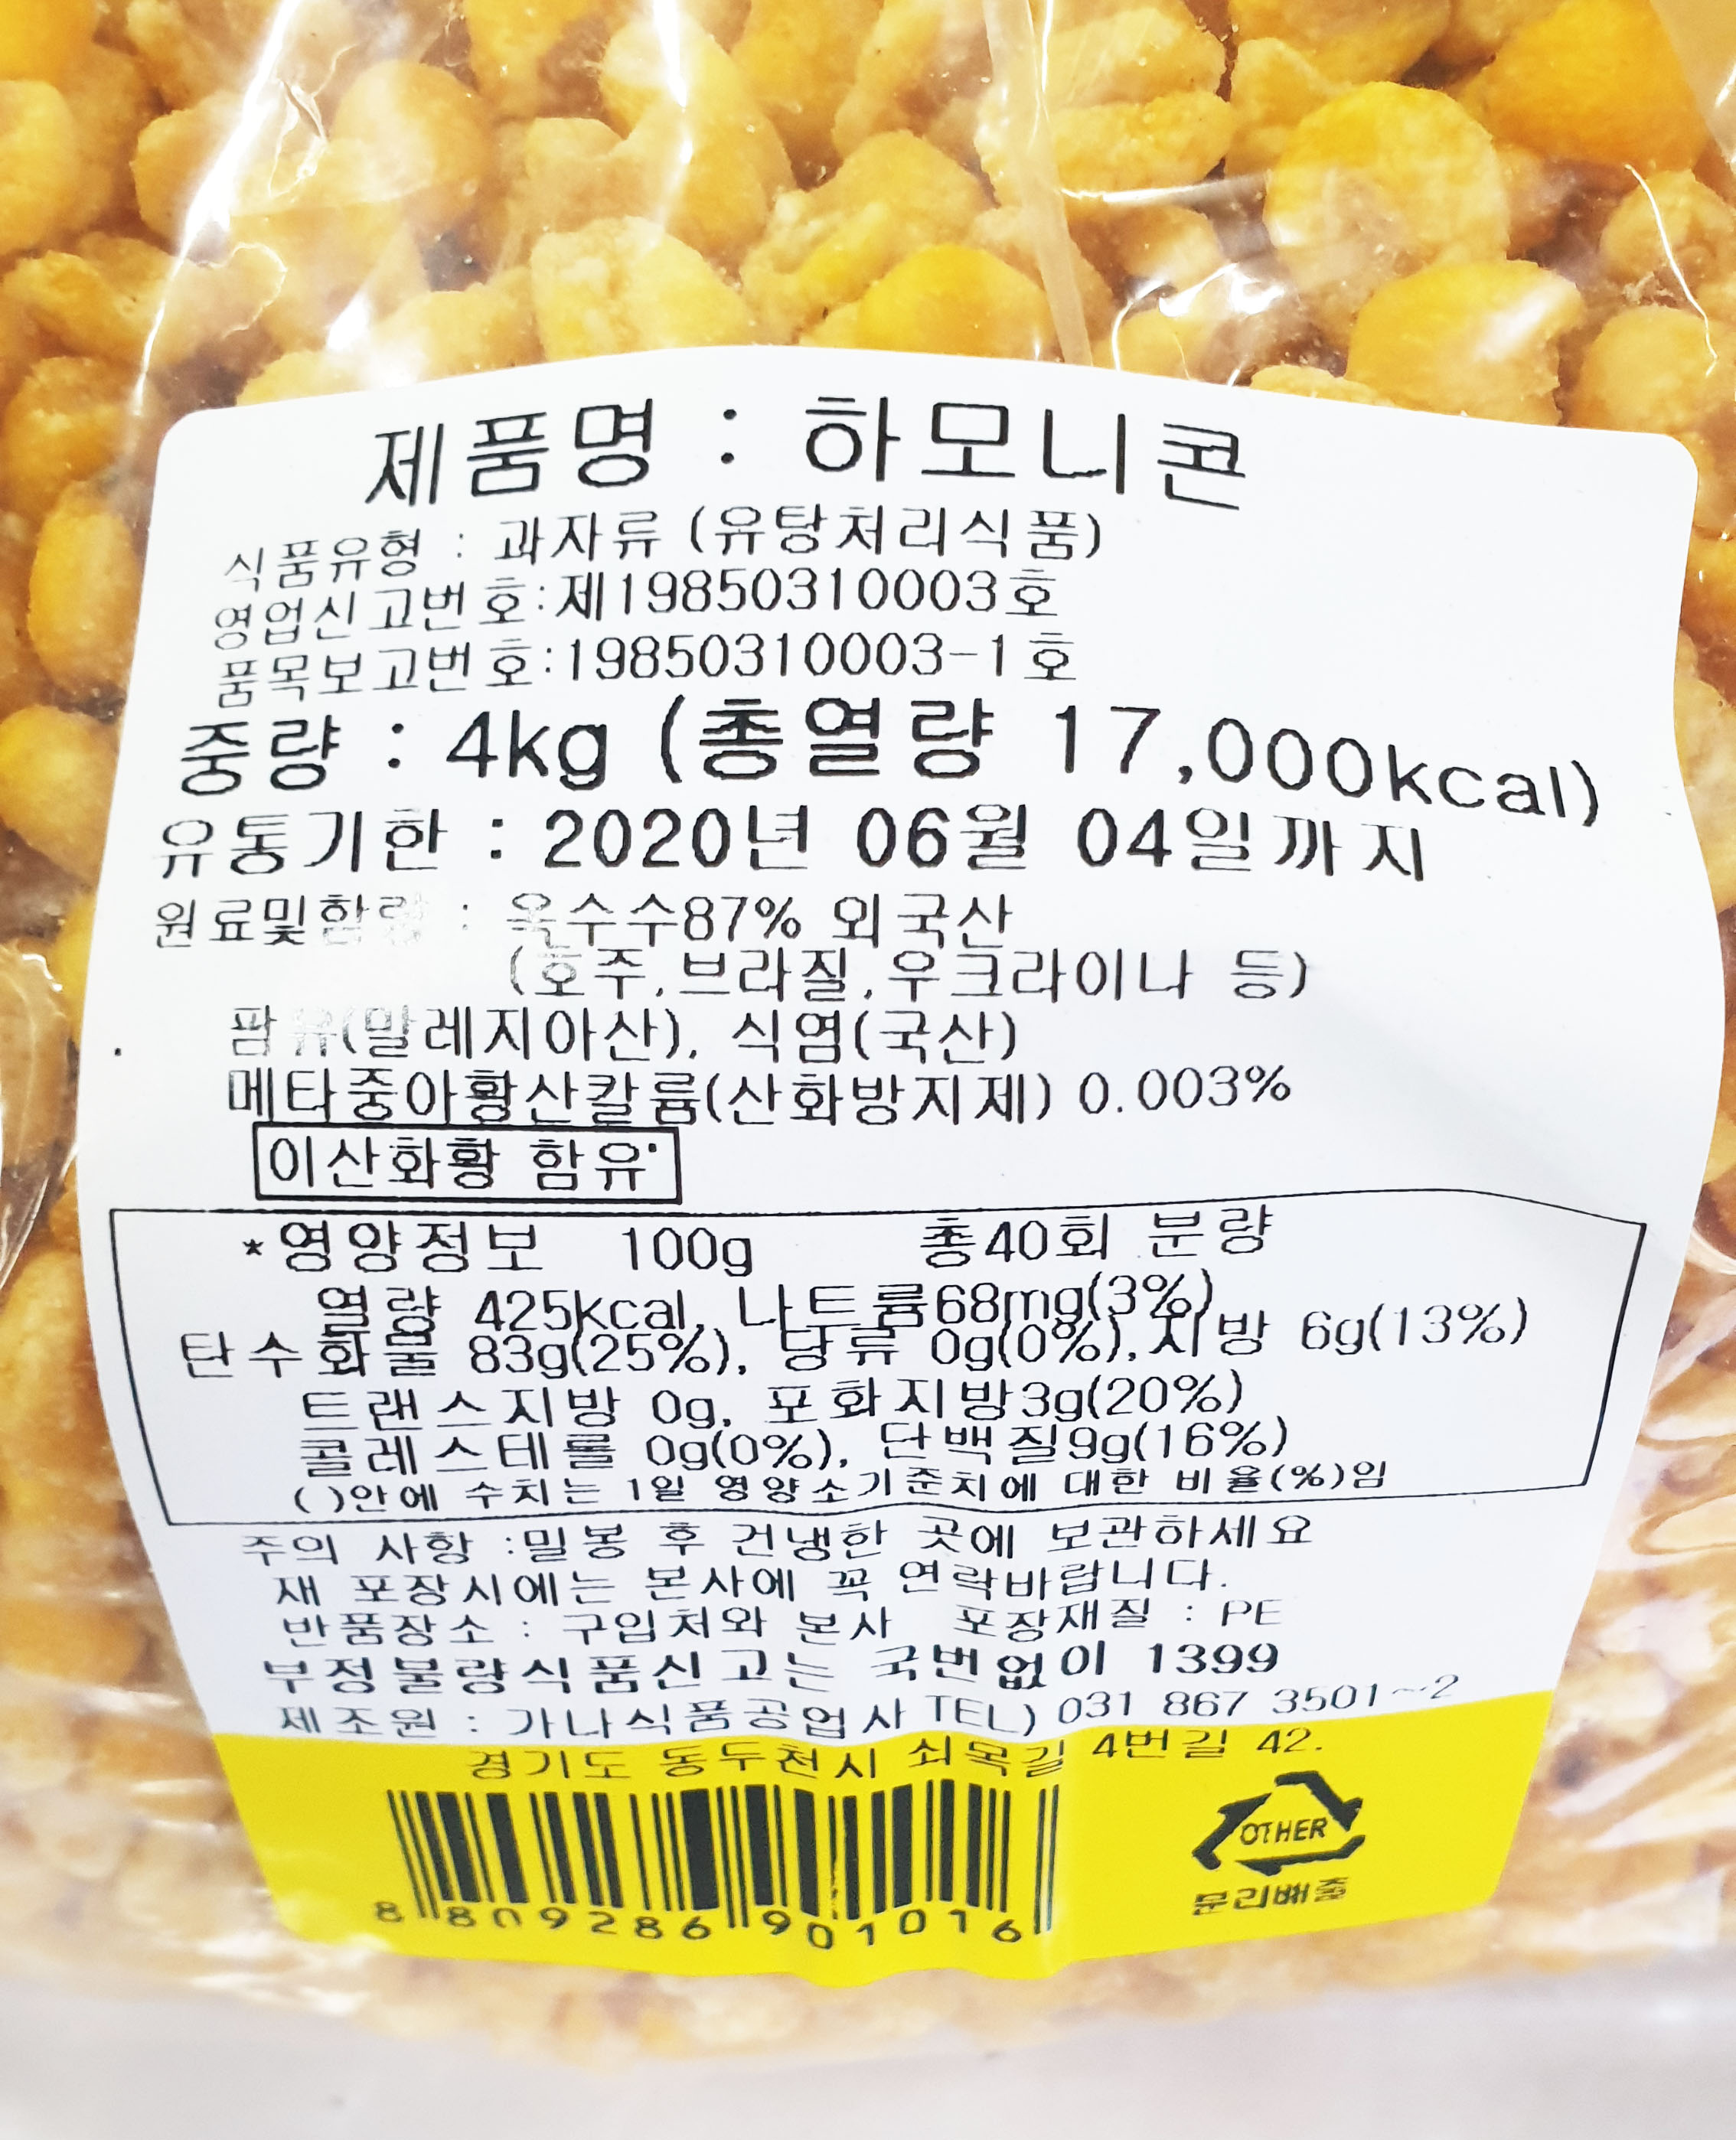 제품명 : 하모니콘
식품유형 : 과자류 (유탕처리식품)
영업신고번호:제19850310003호
품목보고번호:19850310003-1호
중량 : 4kg (총열량 17,000kcal)
유통기한 : 2020년 06월 04일까지
원료및함량 : 옥수수87% 외국산
(호주,브라질,우크라이나 등)
팜유(말레지아산), 식염(국산)
메타중아황산칼륨(산화방지제) 0.003%
이산화황 함유
*영양정보 100g 총40회 분량
열량 425kcal, 나트륨68mg(3%),
탄수화물 83g(25%), 당류 0g(0%),지방 6g(13%)
트랜스지방 0g, 포화지방3g(20%)
콜레스테롤 0g(0%), 단백질9g(16%)
( )안에 수치는 1일 영양소기준치에 대한 비율(%)임
주의 사항 :밀봉 후 건냉한 곳에 보관하세요
재 포장시에는 본사에 꼭 연락바랍니다.
반품장소 : 구입처와 본사 포장재질 : PE
부정불량식품신고는 국번없이 1399
제조원 : 가나식품공업사 TEL) 031 867 3501~2
경기도 동두천시 쇠목길 4번길 42.
OTHER
분리배출
8 809286 901016